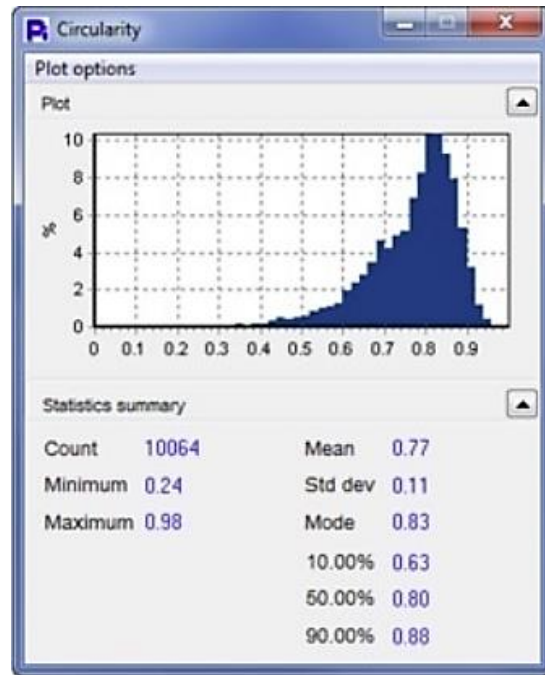 Circularity
Plot options
Plot
10
8
6
4
2
0
%
0 0.1 0.2 0.3 0.4 0.5 0.6 0.7 0.8 0.9
Statistics summary
Count 10064 Mean 0.77
Minimum 0.24 Std dev 0.11
Maximum 0.98 Mode 0.83
10.00% 0.63
50.00% 0.80
90.00% 0.88